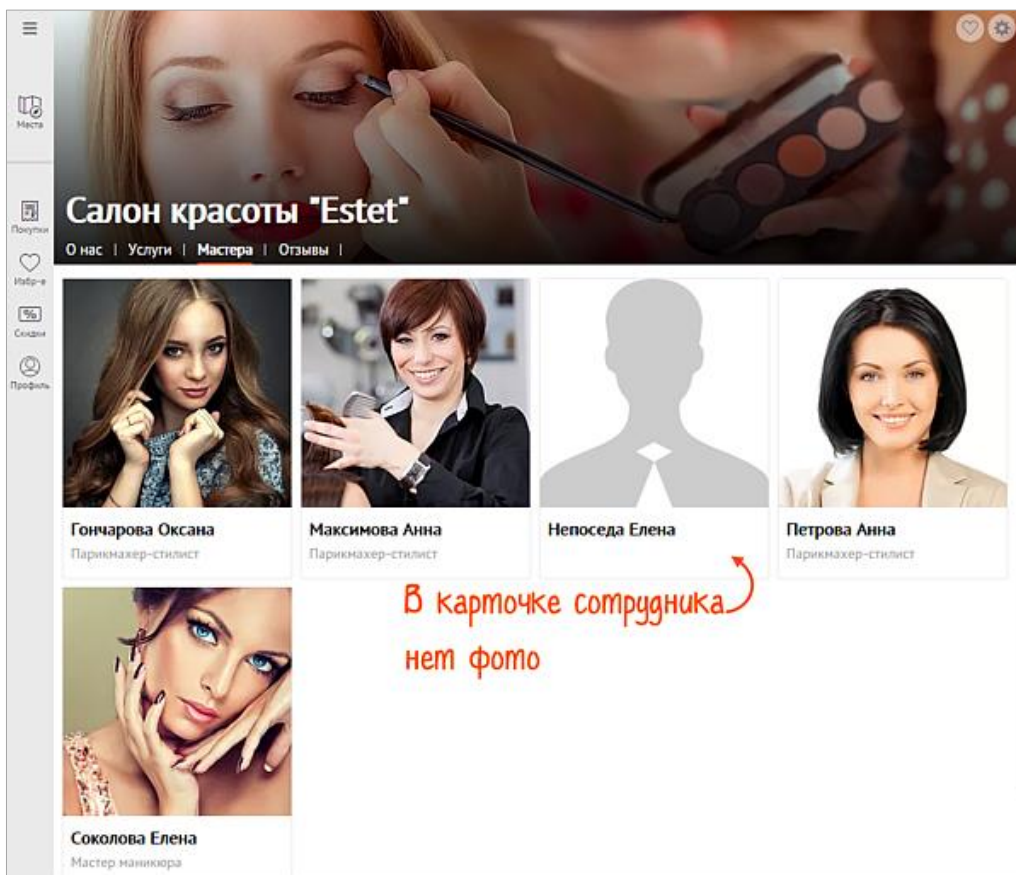 Места
Салон красоты "Estet"
О нас | Услуги | Мастера | Отзывы |
Покупки
Избр-е
Скидки
Профиль
Гончарова Оксана
Парикмахер-стилист
Максимова Анна
Парикмахер-стилист
Непоседа Елена
Петрова Анна
Парикмахер-стилист
В карточке сотрудника
нет фото
Соколова Елена
Мастер маникюра